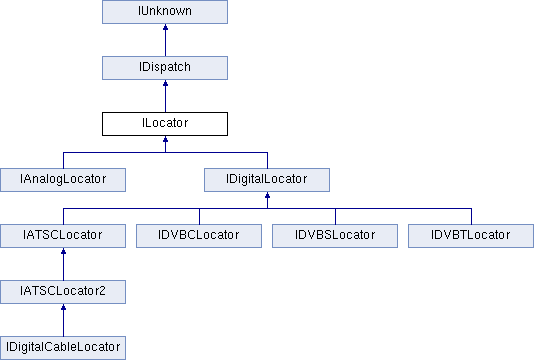 IUnknown
IDispatch
ILocator
IAnalogLocator
IDigitalLocator
IATSCLocator
IDVBCLocator
IDVBSLocator
IDVBTLocator
IATSCLocator2
IDigitalCableLocator